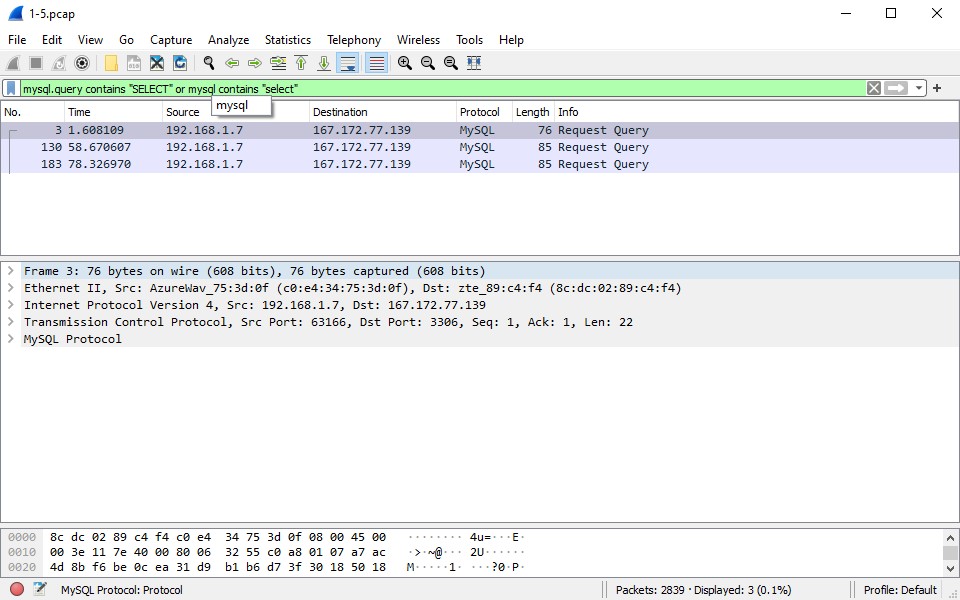 1-5.pcap
File Edit View Go Capture Analyze Statistics Telephony Wireless Tools Help
mysql.query contains "SELECT" or mysql contains "select"
mysql
No. Time Source Destination Protocol Length Info
3 1.608109 192.168.1.7 167.172.77.139 MySQL 76 Request Query
130 58.670607 192.168.1.7 167.172.77.139 MySQL 85 Request Query
183 78.326970 192.168.1.7 167.172.77.139 MySQL 85 Request Query
Frame 3: 76 bytes on wire (608 bits), 76 bytes captured (608 bits)
Ethernet II, Src: AzureWav_75:3d:0f (c0:e4:34:75:3d:0f), Dst: zte_89:c4:f4 (8c:dc:02:89:c4:f4)
Internet Protocol Version 4, Src: 192.168.1.7, Dst: 167.172.77.139
Transmission Control Protocol, Src Port: 63166, Dst Port: 3306, Seq: 1, Ack: 1, Len: 22
MySQL Protocol
0000 8c dc 02 89 c4 f4 c0 e4 34 75 3d 0f 08 00 45 00 ········ 4u=···E·
0010 00 3e 11 7e 40 00 80 06 32 55 c0 a8 01 07 a7 ac ·>·~@··· 2U······
0020 4d 8b f6 be 0c ea 31 d9 b1 b6 d7 3f 30 18 50 18 M·····1· ···?0·P·
MySQL Protocol: Protocol
Packets: 2839 · Displayed: 3 (0.1%)
Profile: Default